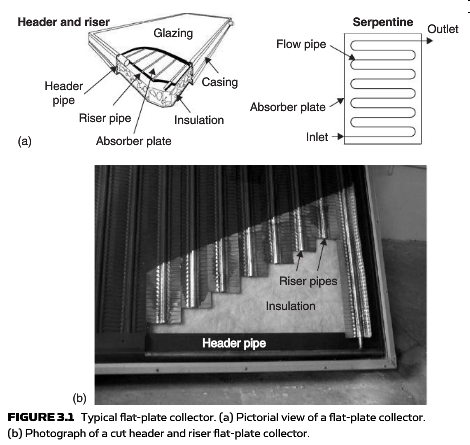 Header and riser
Glazing
Header
pipe
Riser pipe
Absorber plate
Casing
Insulation
(a)
Serpentine
Outlet
Flow pipe
Absorber plate
Inlet
Riser pipes
Insulation
Header pipe
(b)
FIGURE 3.1 Typical flat-plate collector. (a) Pictorial view of a flat-plate collector.
(b) Photograph of a cut header and riser flat-plate collector.